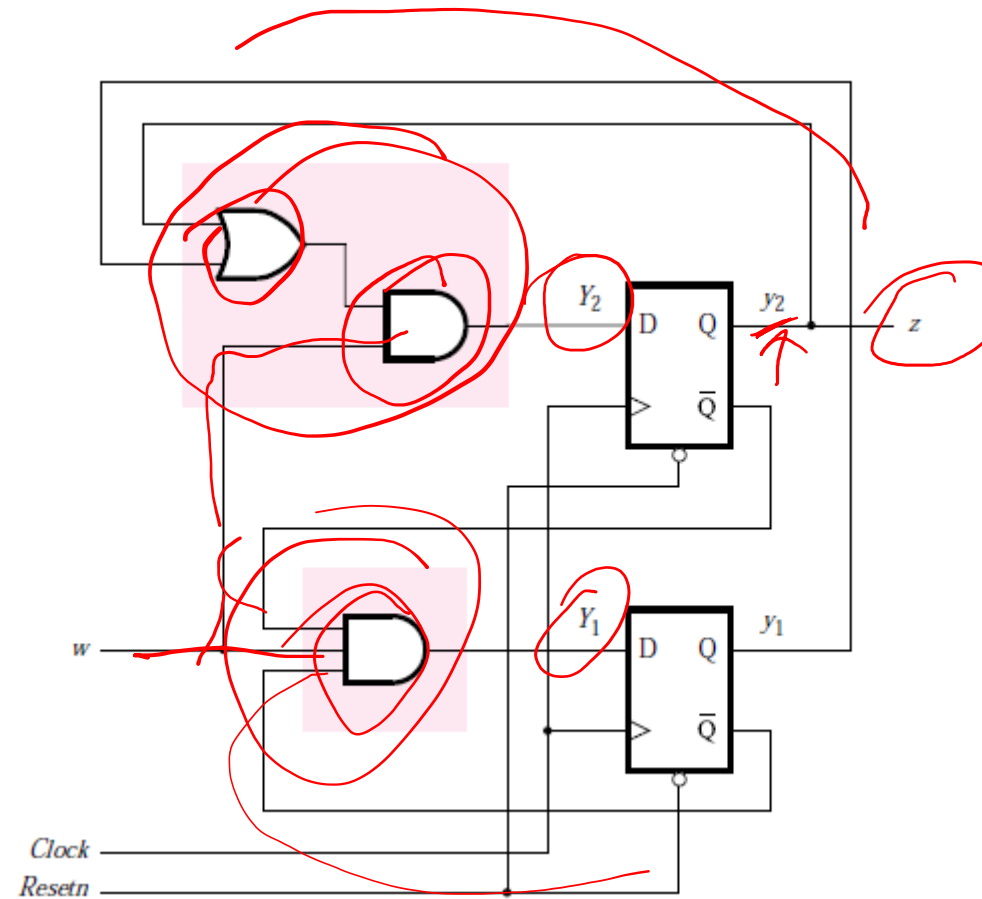 Y₂ D Q y₂ z
Q̅
w Y₁ D Q y₁
Q̅
Clock
Resetn